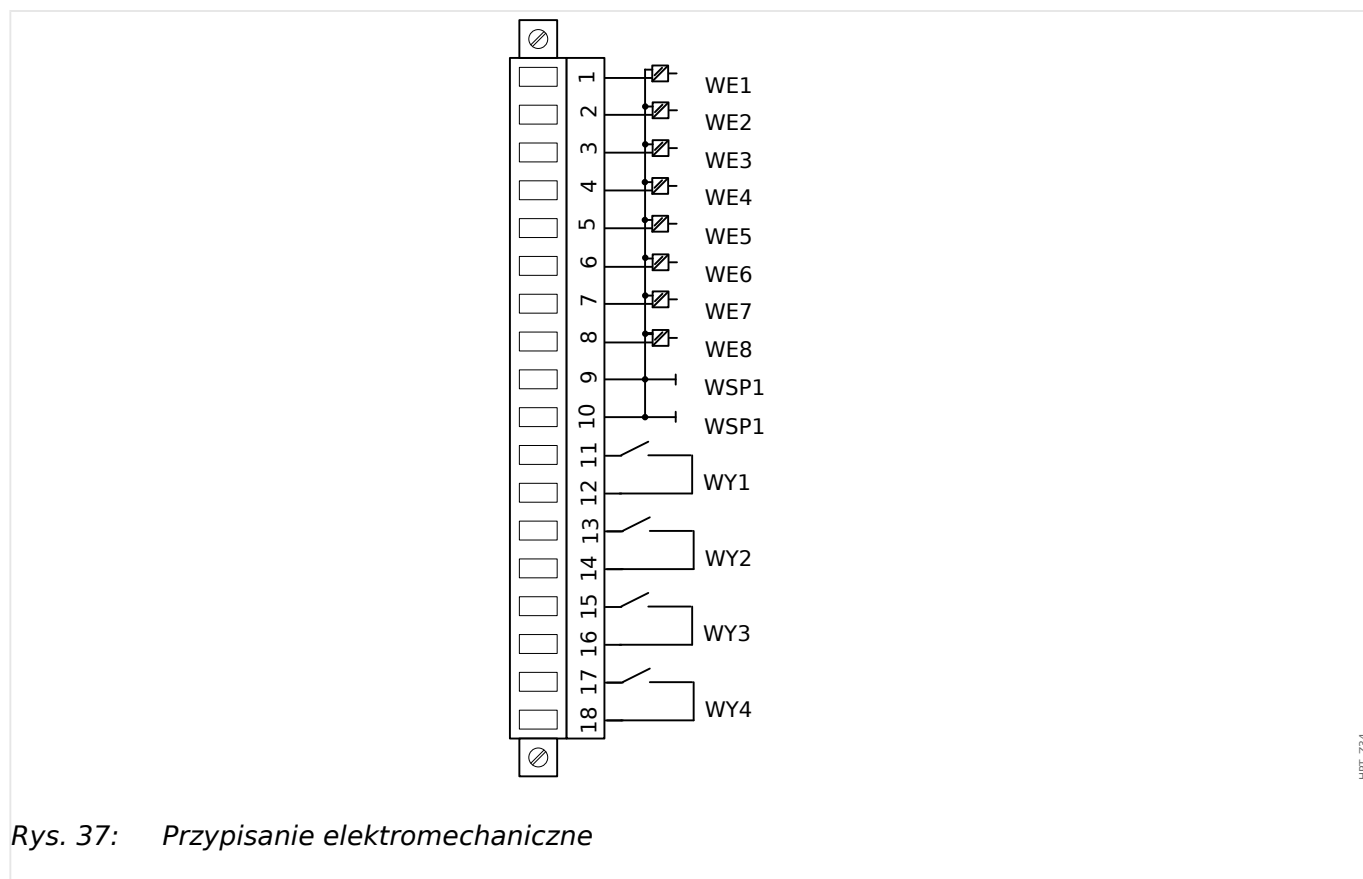 1 WE1
2 WE2
3 WE3
4 WE4
5 WE5
6 WE6
7 WE7
8 WE8
9 WSP1
10 WSP1
11
12 WY1
13
14 WY2
15
16 WY3
17
18 WY4
Rys. 37: Przypisanie elektromechaniczne